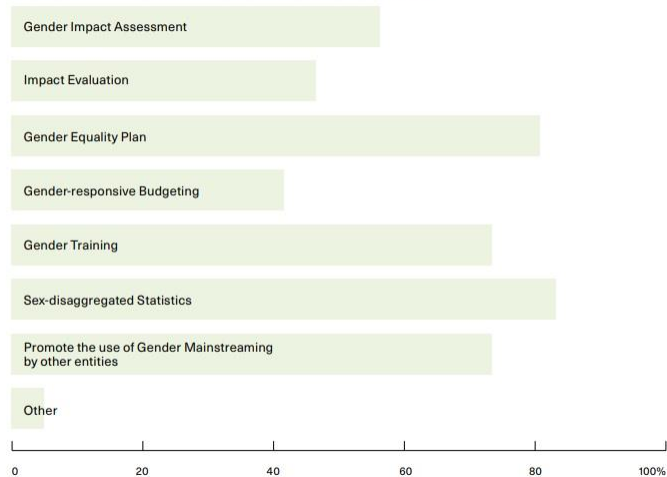 Gender Impact Assessment
Impact Evaluation
Gender Equality Plan
Gender-responsive Budgeting
Gender Training
Sex-disaggregated Statistics
Promote the use of Gender Mainstreaming
by other entities
Other
0 20 40 60 80 100%